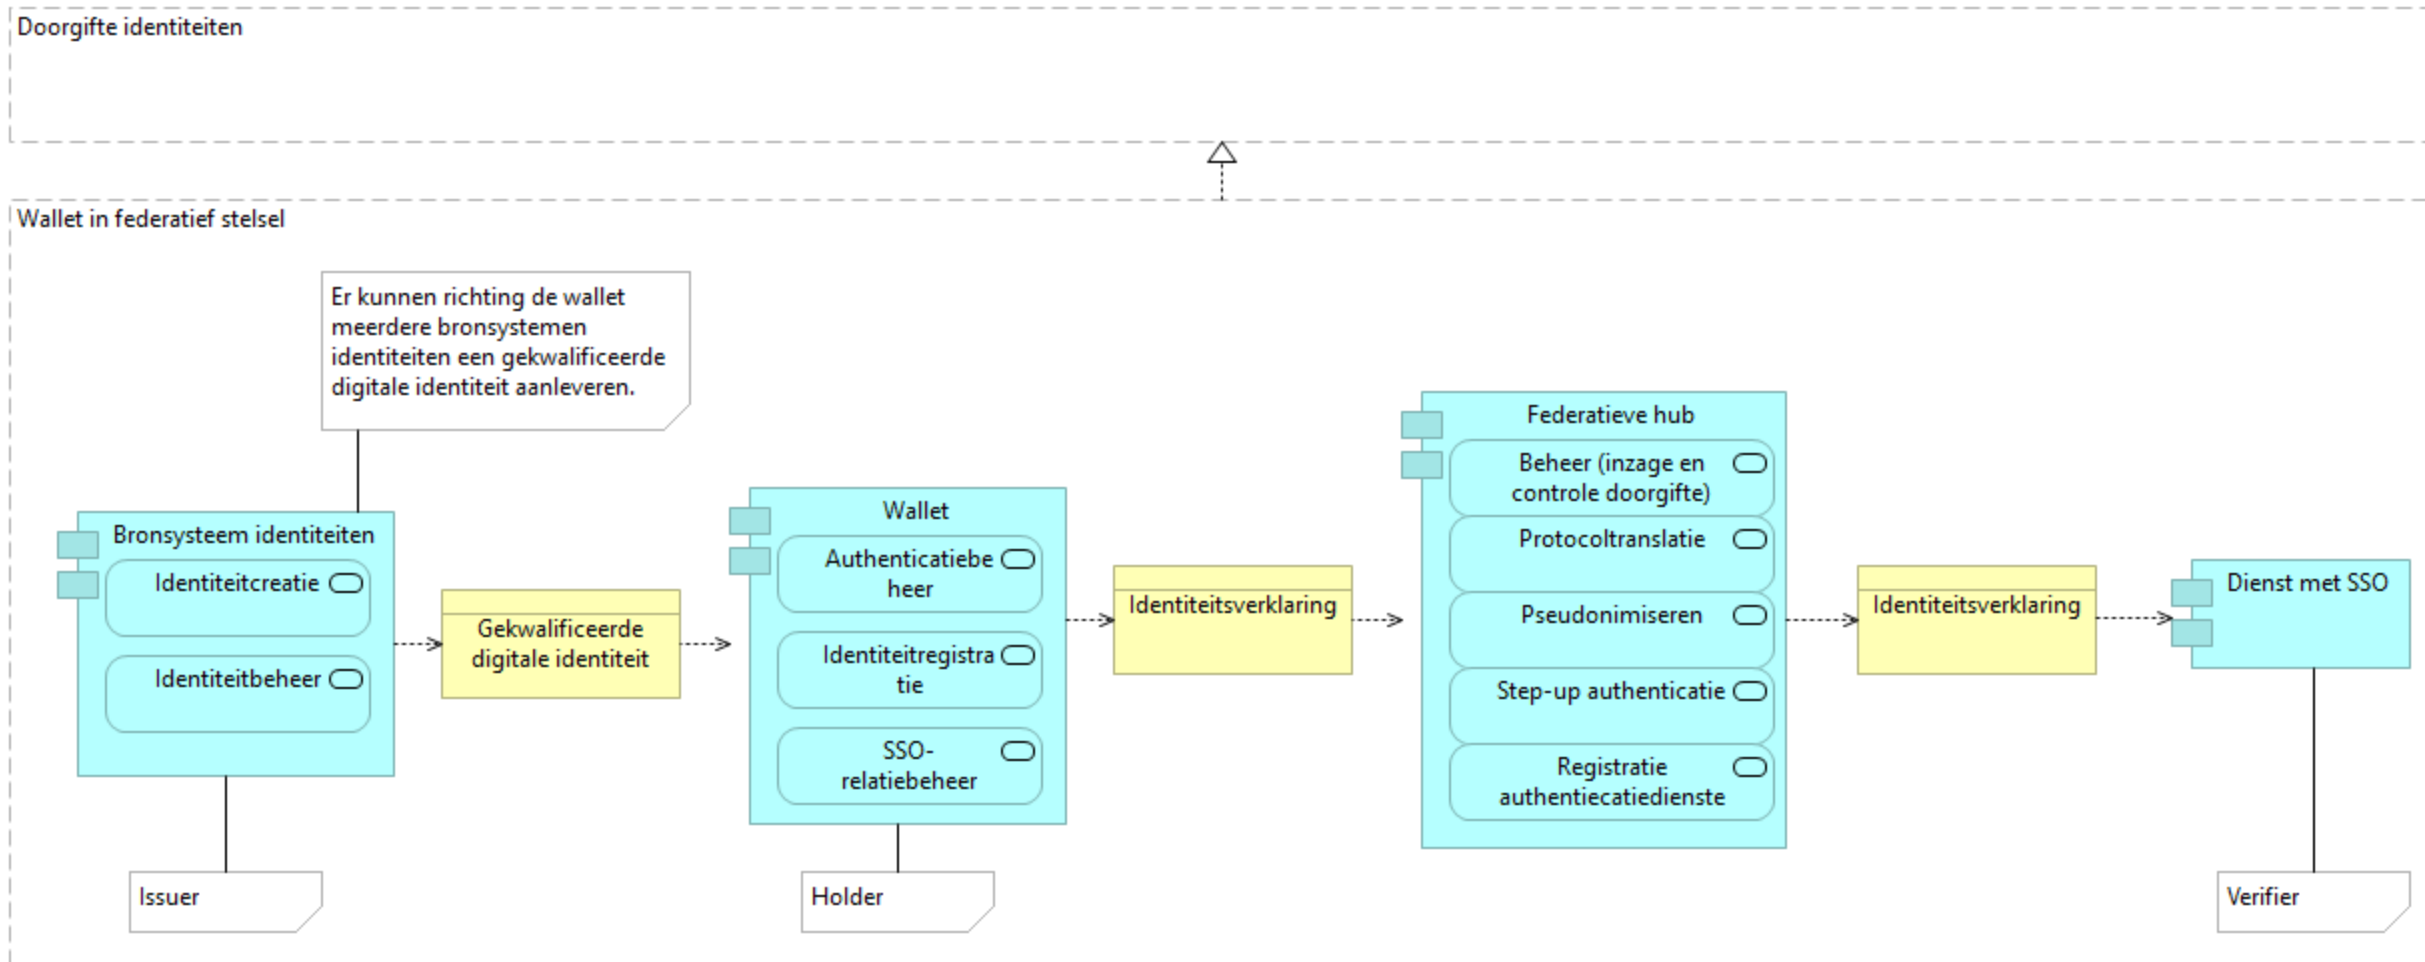 Doorgifte identiteiten
Wallet in federatief stelsel
Er kunnen richting de wallet
meerdere bronsystemen
identiteiten een gekwalificeerde
digitale identiteit aanleveren.
Bronsysteem identiteiten
Identiteitcreatie
Identiteitbeheer
Issuer
Gekwalificeerde
digitale identiteit
Wallet
Authenticatiebe
heer
Identiteitregistra
tie
SSO-
relatiebeheer
Holder
Identiteitsverklaring
Federatieve hub
Beheer (inzage en
controle doorgifte)
Protocoltranslatie
Pseudonimiseren
Step-up authenticatie
Registratie
authentiecatiedienste
Identiteitsverklaring
Dienst met SSO
Verifier